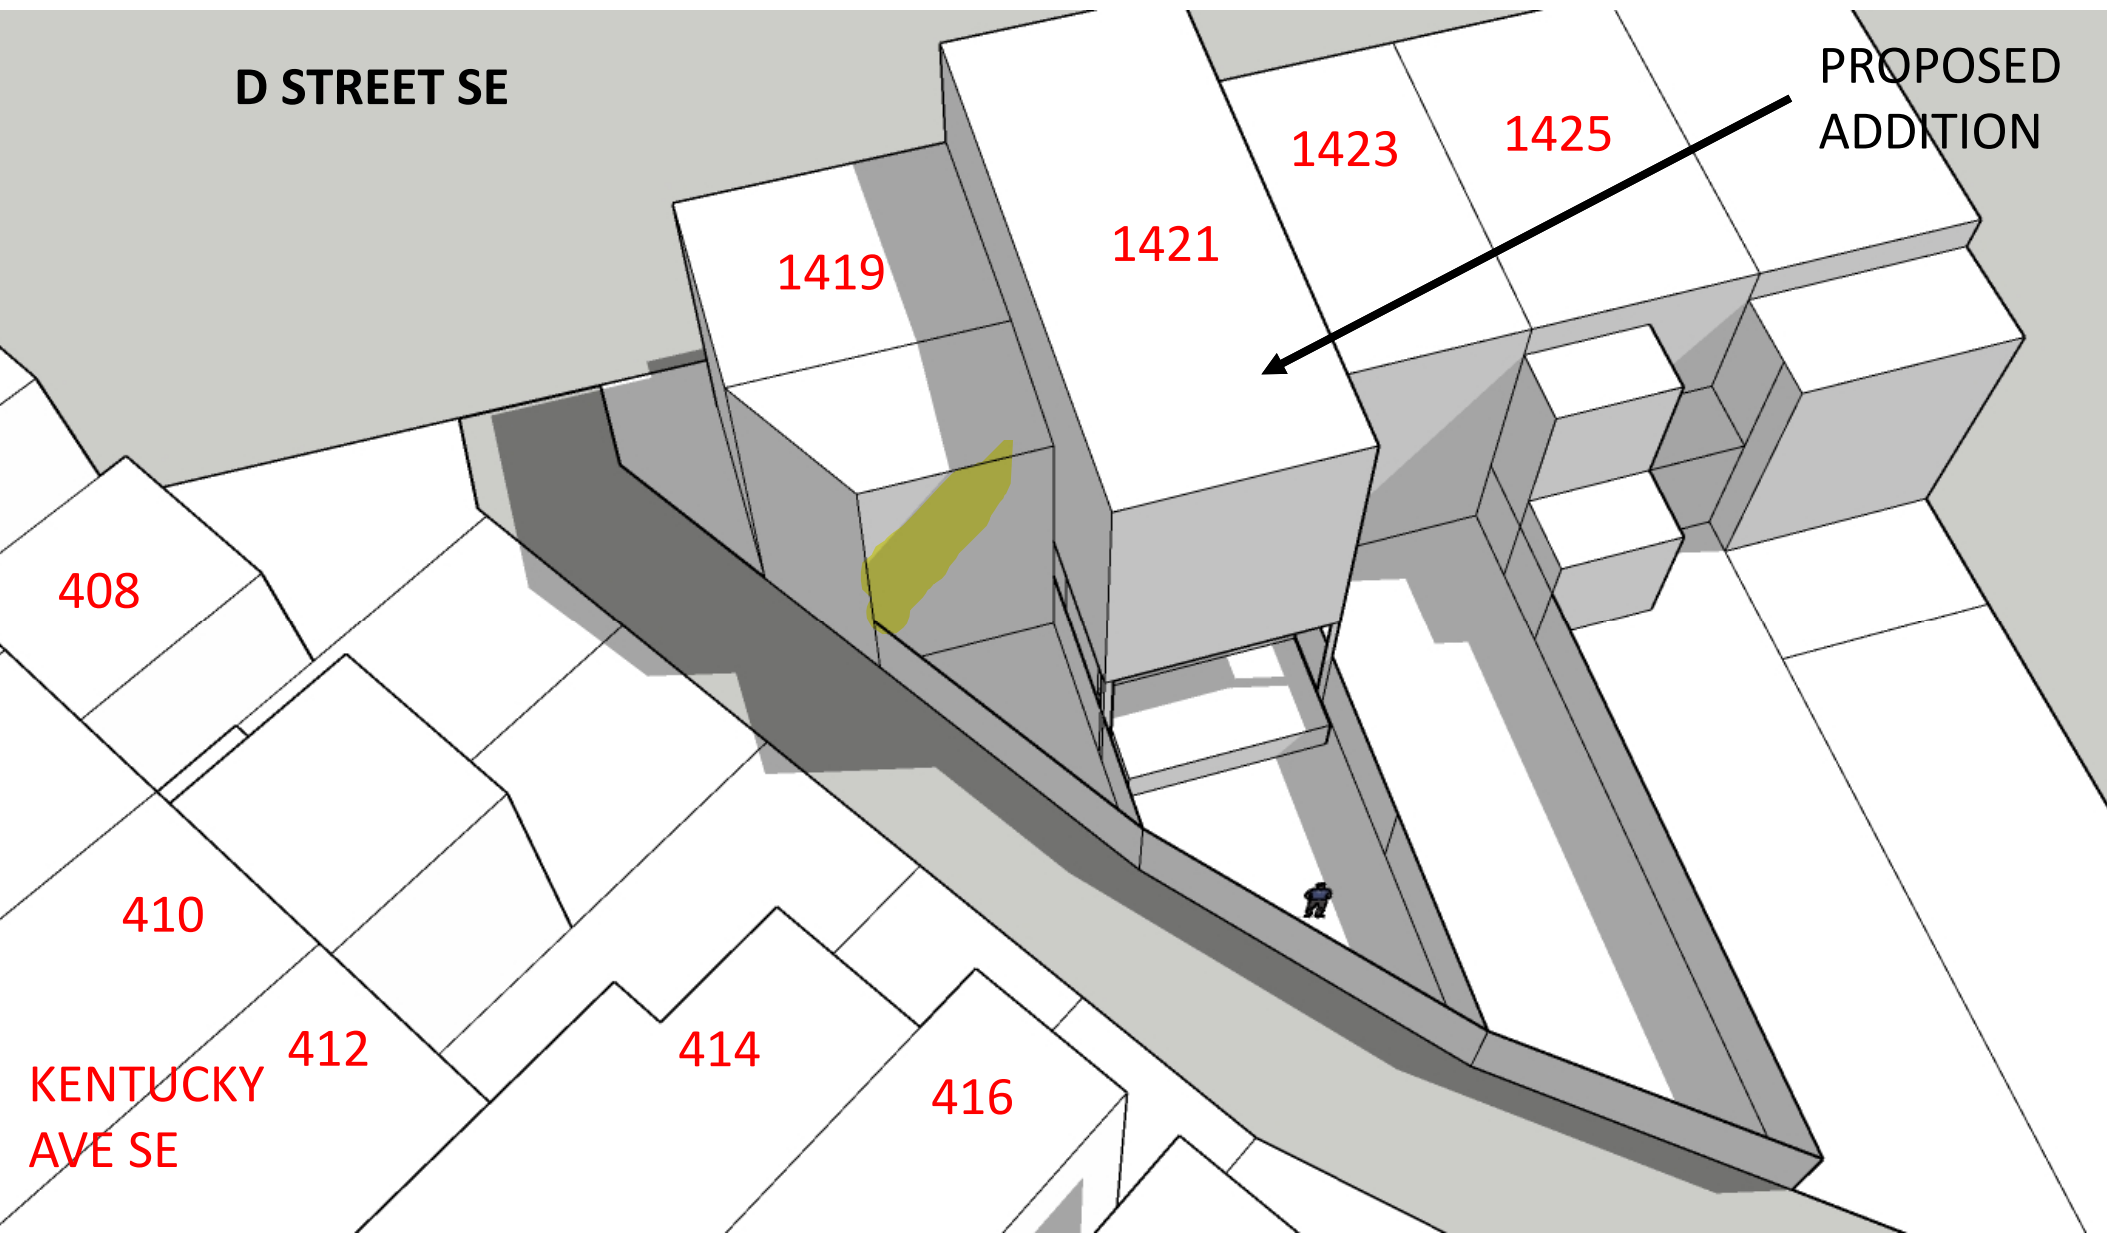 D STREET SE
PROPOSED
ADDITION
1423
1425
1421
1419
408
410
412
414
416
KENTUCKY
AVE SE